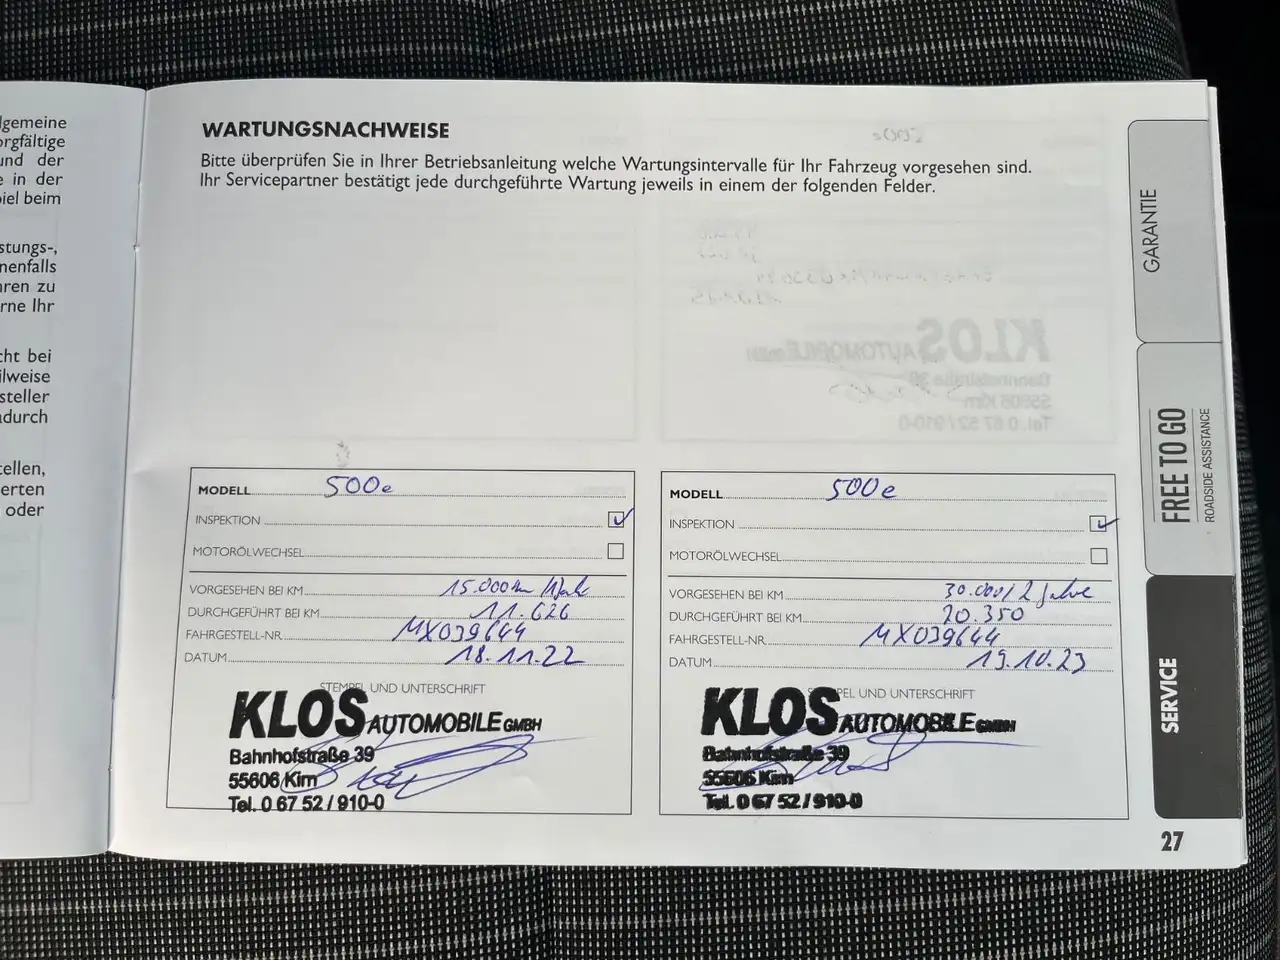 lgemeine
orgfältige
und der
e in der
iel beim
stungs-,
nenfalls
hren zu
rne Ihr
cht bei
ilweise
steller
adurch
tellen,
erten
oder
WARTUNGSNACHWEISE
Bitte überprüfen Sie in Ihrer Betriebsanleitung welche Wartungsintervalle für Ihr Fahrzeug vorgesehen sind.
Ihr Servicepartner bestätigt jede durchgeführte Wartung jeweils in einem der folgenden Felder.
MODELL 500e
INSPEKTION
MOTORÖLWECHSEL
VORGESEHEN BEI KM 15.000km
DURCHGEFÜHRT BEI KM 11.626
FAHRGESTELL-NR. MX039644
DATUM 18.11.22
STEMPEL UND UNTERSCHRIFT
KLOS AUTOMOBILE GMBH
Bahnhofstraße 39
55606 Kirn
Tel. 0 67 52 / 910-0
MODELL 500e
INSPEKTION
MOTORÖLWECHSEL
VORGESEHEN BEI KM 30.000/2 Jahre
DURCHGEFÜHRT BEI KM 20.350
FAHRGESTELL-NR. MX039644
DATUM 19.10.23
PEL UND UNTERSCHRIFT
KLOS AUTOMOBILE GMBH
Bahnhofstraße 39
55606 Kirn
Tel. 0 67 52 / 910-0
GARANTIE
FREE TO GO
ROADSIDE ASSISTANCE
SERVICE
27